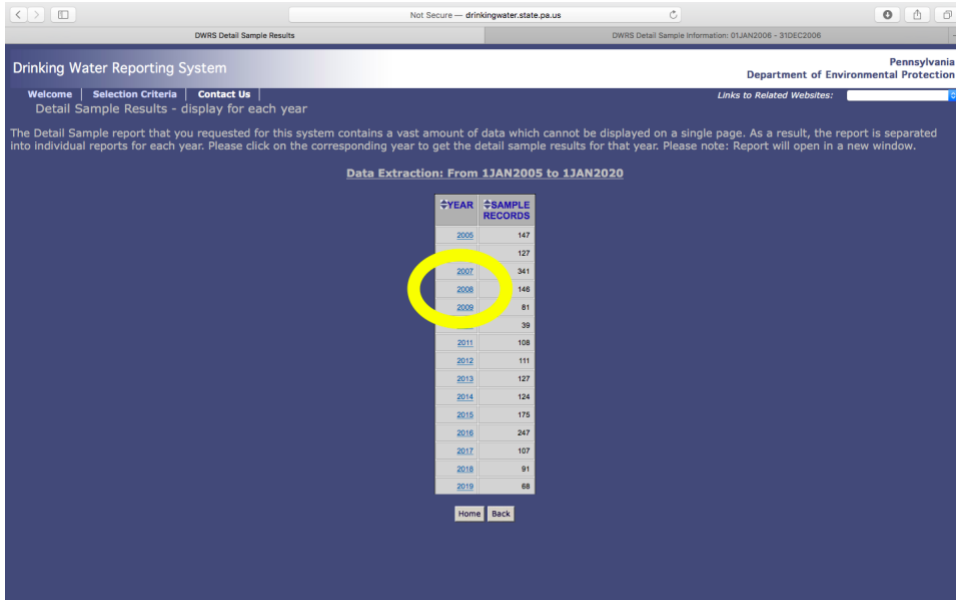 Not Secure — drinkingwater.state.pa.us
DWRS Detail Sample Results
DWRS Detail Sample Information: 01JAN2006 - 31DEC2006
Drinking Water Reporting System
Pennsylvania
Department of Environmental Protection
Welcome | Selection Criteria | Contact Us |
Links to Related Websites:
Detail Sample Results - display for each year
The Detail Sample report that you requested for this system contains a vast amount of data which cannot be displayed on a single page. As a result, the report is separated
into individual reports for each year. Please click on the corresponding year to get the detail sample results for that year. Please note: Report will open in a new window.
Data Extraction: From 1JAN2005 to 1JAN2020
YEAR SAMPLE
RECORDS
2005 147
127
2007 341
2008 146
2009 81
39
2011 108
2012 111
2013 127
2014 124
2015 175
2016 247
2017 107
2018 91
2019 68
Home Back